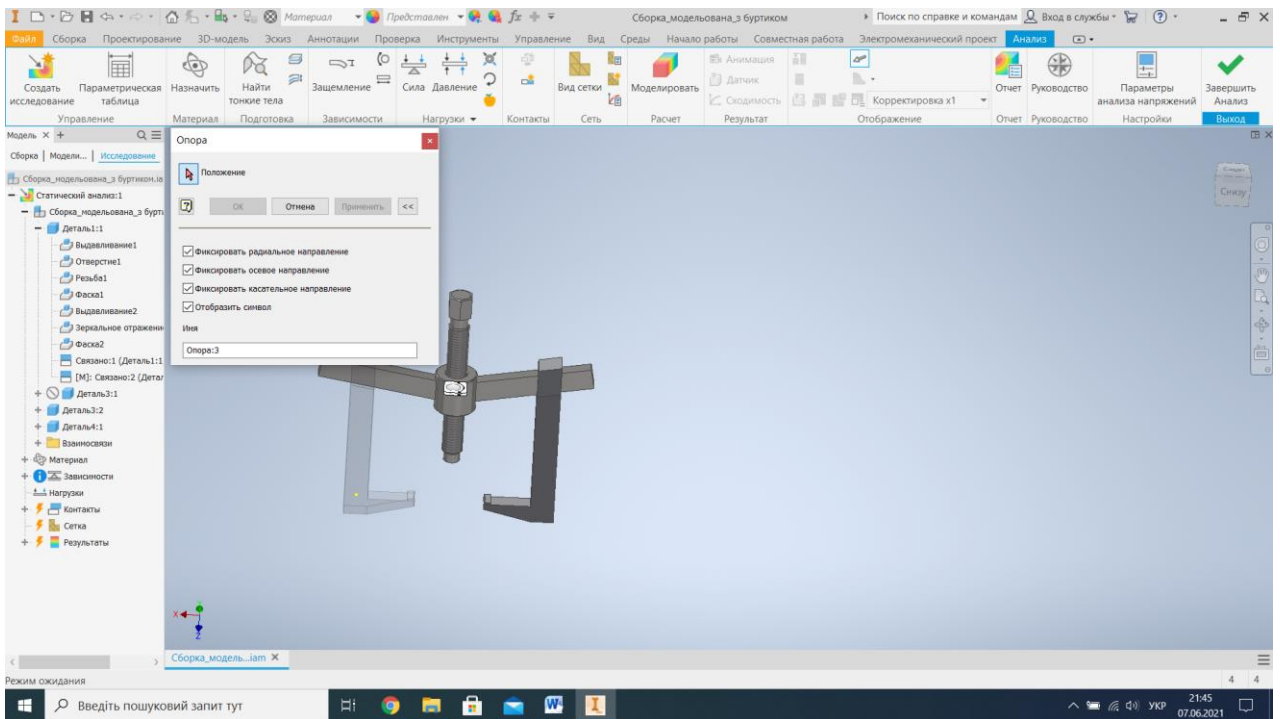 Материал
Представлен
fx
Сборка_модельована_з буртиком
Поиск по справке и командам
Вход в службы
Файл Сборка Проектирование 3D-модель Эскиз Аннотации Проверка Инструменты Управление Вид Среды Начало работы Совместная работа Электромеханический проект Анализ
Создать исследование
Параметрическая таблица
Назначить
Найти тонкие тела
Защемление
Сила
Давление
Вид сетки
Моделировать
Анимация
Датчик
Сходимость
Корректировка x1
Отчет
Руководство
Параметры анализа напряжений
Завершить Анализ
Управление Материал Подготовка Зависимости Нагрузки Контакты Сеть Расчет Результат Отображение Отчет Руководство Настройки Выход
Модель
Сборка | Модели... | Исследование
Сборка_модельована_з буртикон.ia
Статический анализ:1
Сборка_модельована_з бурти
Деталь1:1
Выдавливание1
Отверстие1
Резьба1
Фаска1
Выдавливание2
Зеркальное отражени
Фаска2
Связано:1 (Деталь1:1
[М]: Связано:2 (Детал
Деталь3:1
Деталь3:2
Деталь4:1
Взаимосвязи
Материал
Зависимости
Нагрузки
Контакты
Сетка
Результаты
Опора
Положение
ОК Отмена Применить <<
Фиксировать радиальное направление
Фиксировать осевое направление
Фиксировать касательное направление
Отобразить символ
Имя
Опора:3
Снизу
X
Z
Сборка_модель...iam
Режим ожидания
4 4
Введіть пошуковий запит тут
УКР
21:45
07.06.2021